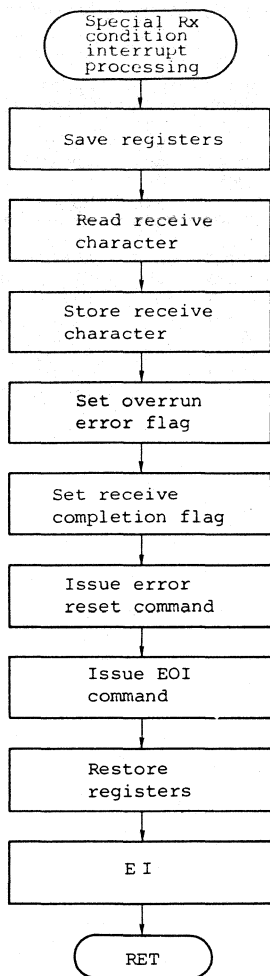 Special Rx
condition
interrupt
processing
Save registers
Read receive
character
Store receive
character
Set overrun
error flag
Set receive
completion flag
Issue error
reset command
Issue EOI
command
Restore
registers
EI
RET